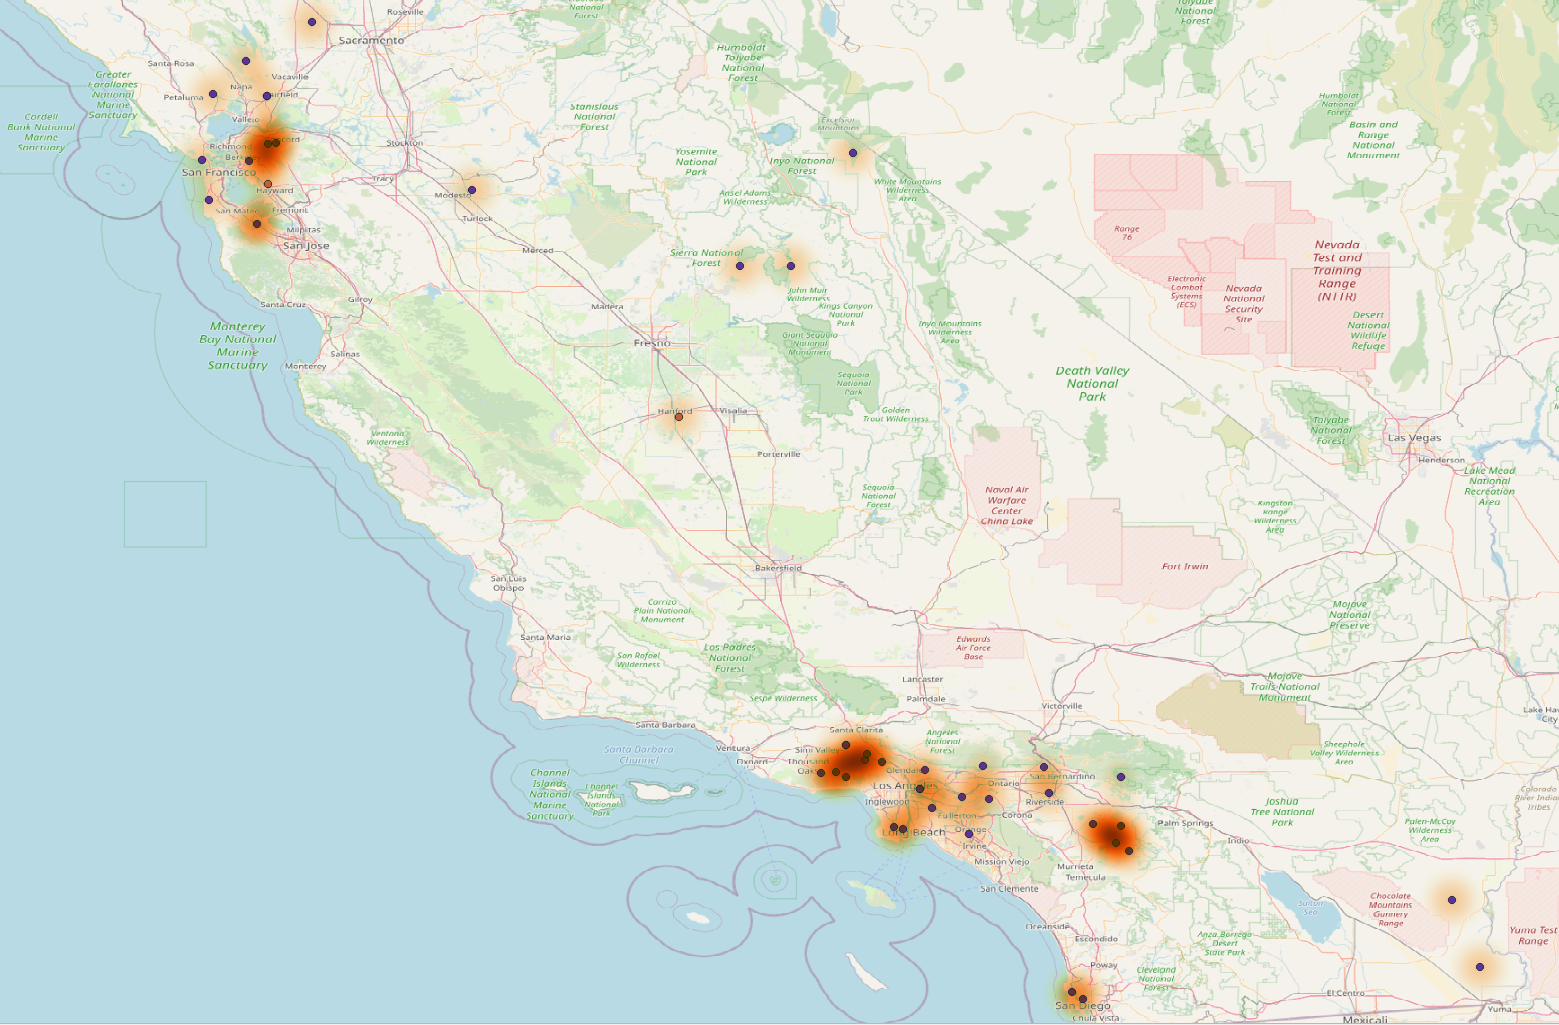 Roseville
Sacramento
Santa Rosa
Napa
Vacaville
Petaluma
Vallejo
Greater
Farallones
National
Marine
Sanctuary
Cordell
Bank National
Marine
Sanctuary
San Francisco
Hayward
Fremont
Milpitas
San Jose
Santa Cruz
Gilroy
Stockton
Tracy
Modesto
Turlock
Merced
Madera
Fresno
Hanford
Visalia
Porterville
Monterey
Bay National
Marine
Sanctuary
Salinas
Monterey
Ventana
Wilderness
Stanislaus
National
Forest
Humboldt
Toiyabe
National
Forest
Toiyabe
National
Forest
National
Forest
Yosemite
National
Park
Ansel Adams
Wilderness
Inyo National
Forest
Excelsior
Mountains
White Mountains
Wilderness
Area
Sierra National
Forest
John Muir
Wilderness
Kings Canyon
National
Park
Giant Sequoia
National
Monument
Sequoia
National
Park
Inyo Mountains
Wilderness
Area
Golden
Trout Wilderness
Sequoia
National
Forest
Humboldt
National
Forest
Basin and
Range
National
Monument
Range
76
Electronic
Combat
Systems
(ECS)
Nevada
National
Security
Site
Nevada
Test and
Training
Range
(NTTR)
Desert
National
Wildlife
Refuge
Death Valley
National
Park
Toiyabe
National
Forest
Las Vegas
Henderson
Lake Mead
National
Recreation
Area
Kingston
Range
Wilderness
Area
Naval Air
Warfare
Center
China Lake
Fort Irwin
Mojave
National
Preserve
Mojave
Trails National
Monument
Bakersfield
San Luis
Obispo
Carrizo
Plain National
Monument
Santa Maria
San Rafael
Wilderness
Los Padres
National
Forest
Sespe Wilderness
Edwards
Air Force
Base
Lancaster
Palmdale
Victorville
Santa Barbara
Santa Barbara
Channel
Ventura
Oxnard
Simi Valley
Thousand
Oaks
Santa Clarita
Angeles
National
Forest
Channel
Islands
National
Marine
Sanctuary
Channel
Islands
National
Park
Glendale
Los Angeles
Inglewood
Long Beach
Fullerton
Orange
Irvine
Ontario
Corona
San Bernardino
Riverside
Mission Viejo
San Clemente
Murrieta
Temecula
Palm Springs
Indio
Joshua
Tree National
Park
Sheephole
Valley Wilderness
Area
Palen-McCoy
Wilderness
Area
Colorado
River Indian
Tribes
Salton
Sea
Chocolate
Mountains
Gunnery
Range
Yuma Test
Range
Oceanside
Escondido
Poway
Anza-Borrego
Desert
State Park
Cleveland
National
Forest
San Diego
Chula Vista
El Centro
Mexicali
Yuma